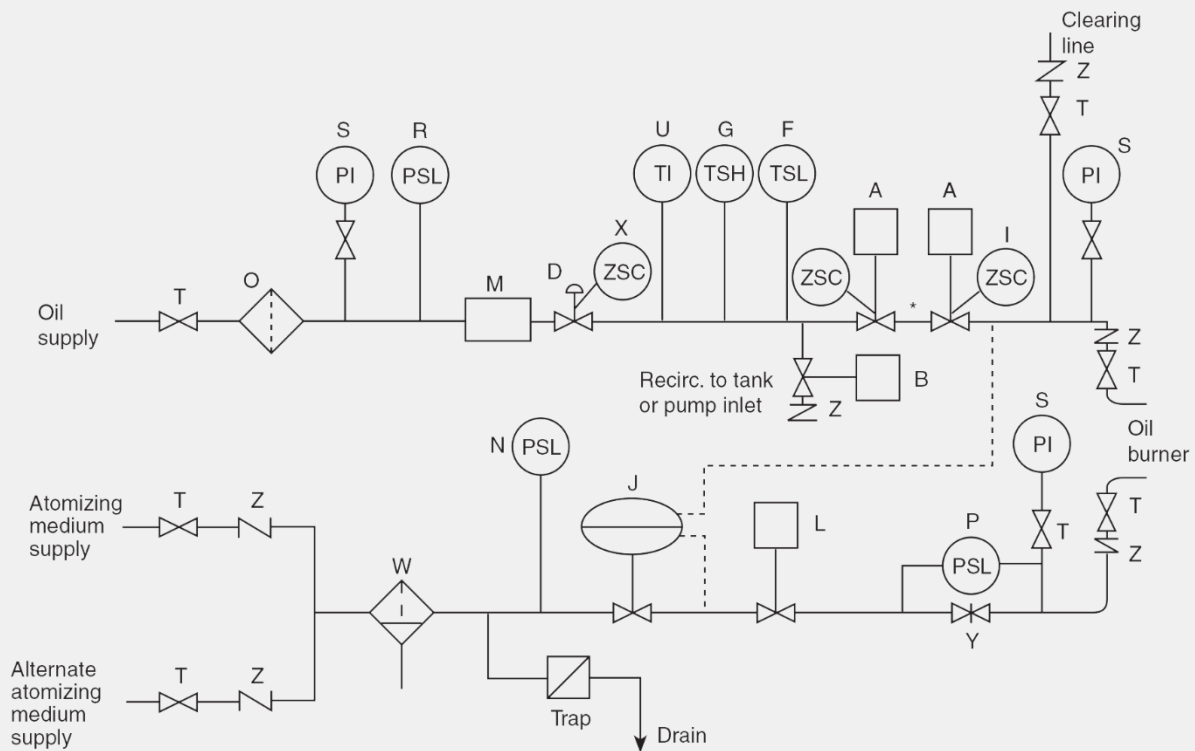 Clearing
line
Z
T
S
R
U
G
F
S
PI
PSL
TI
TSH
TSL
A
A
PI
X
I
O
M
D
ZSC
ZSC
ZSC
T
*
Oil
supply
Z
T
Recirc. to tank
or pump inlet
B
Z
S
Oil
burner
N
PSL
PI
J
Atomizing
medium
supply
T
Z
L
P
T
T
W
PSL
Z
Y
Alternate
atomizing
medium
supply
T
Z
Trap
Drain